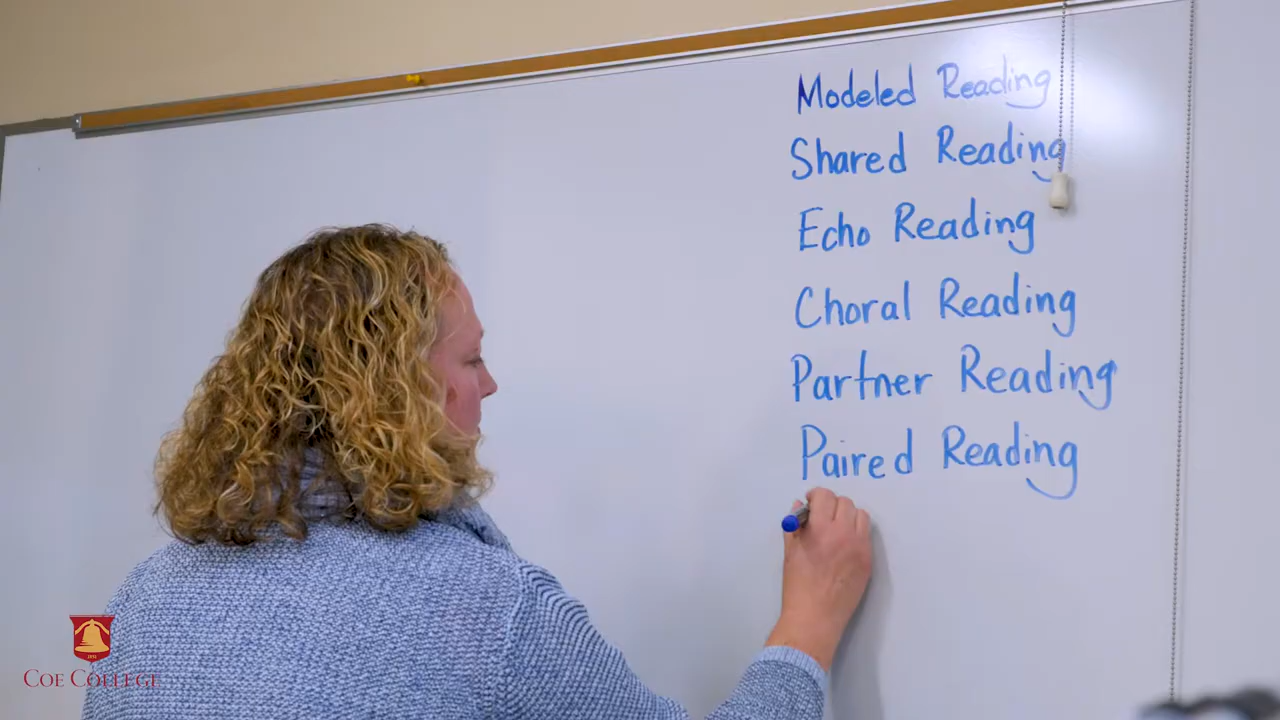 Modeled Reading
Shared Reading
Echo Reading
Choral Reading
Partner Reading
Paired Reading
COE COLLEGE